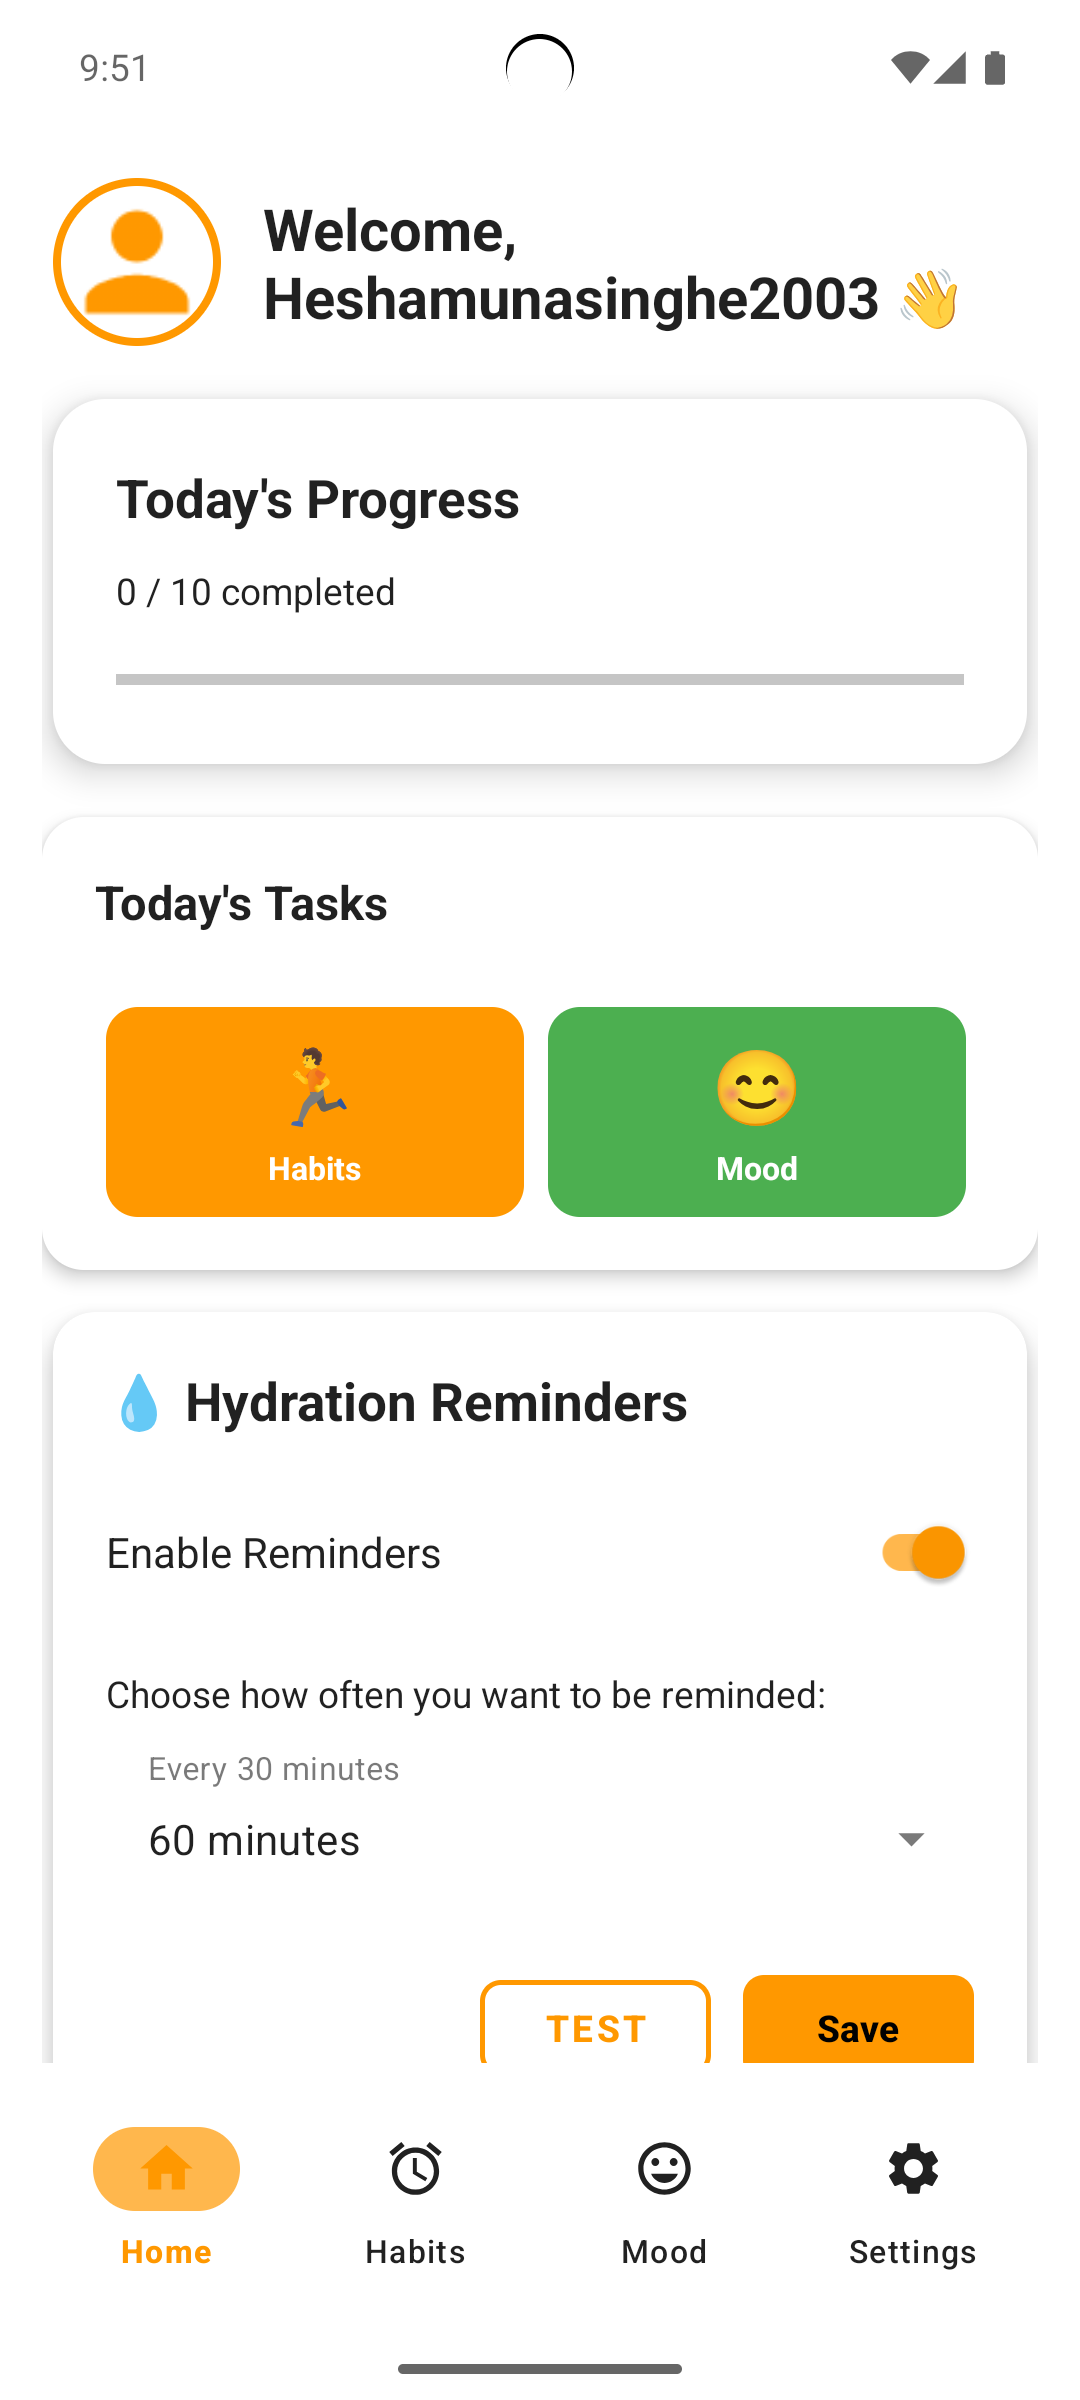 9:51
Welcome,
Heshamunasinghe2003 👋
Today's Progress
0 / 10 completed
Today's Tasks
Habits
Mood
💧 Hydration Reminders
Enable Reminders
Choose how often you want to be reminded:
Every 30 minutes
60 minutes
TEST
Save
Home
Habits
Mood
Settings